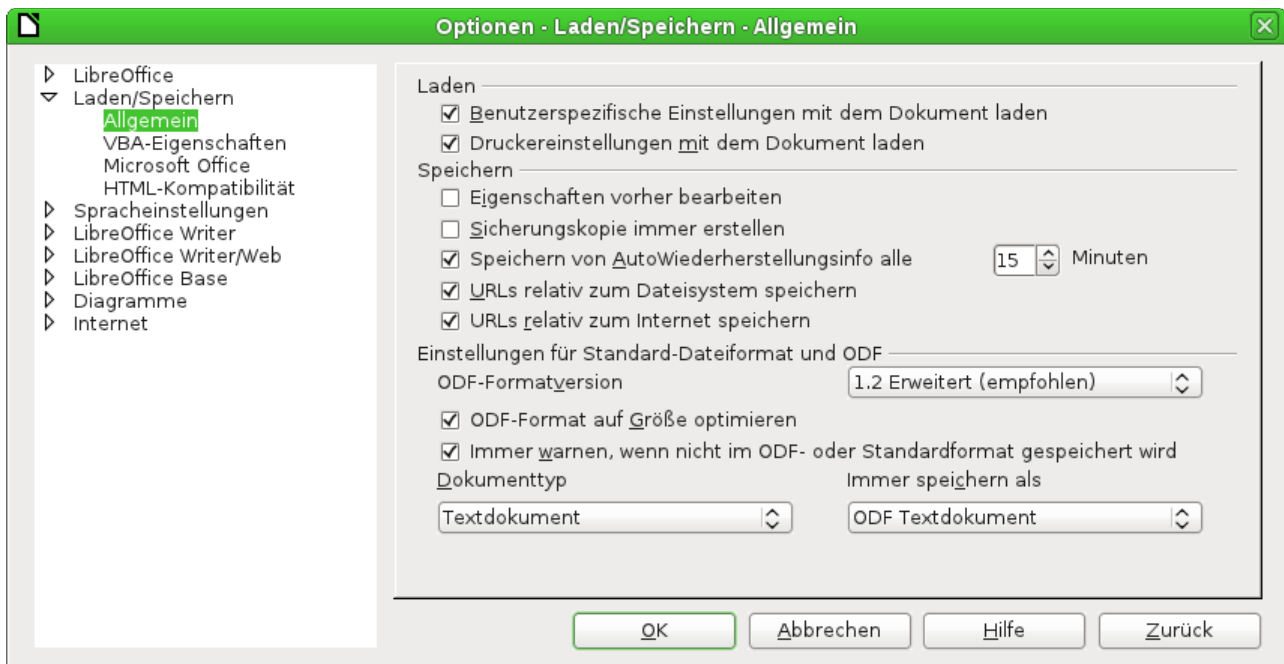 Optionen - Laden/Speichern - Allgemein
LibreOffice
Laden/Speichern
Allgemein
VBA-Eigenschaften
Microsoft Office
HTML-Kompatibilität
Spracheinstellungen
LibreOffice Writer
LibreOffice Writer/Web
LibreOffice Base
Diagramme
Internet
Laden
Benutzerspezifische Einstellungen mit dem Dokument laden
Druckereinstellungen mit dem Dokument laden
Speichern
Eigenschaften vorher bearbeiten
Sicherungskopie immer erstellen
Speichern von AutoWiederherstellungsinfo alle 15 Minuten
URLs relativ zum Dateisystem speichern
URLs relativ zum Internet speichern
Einstellungen für Standard-Dateiformat und ODF
ODF-Formatversion 1.2 Erweitert (empfohlen)
ODF-Format auf Größe optimieren
Immer warnen, wenn nicht im ODF- oder Standardformat gespeichert wird
Dokumenttyp Immer speichern als
Textdokument ODF Textdokument
OK Abbrechen Hilfe Zurück